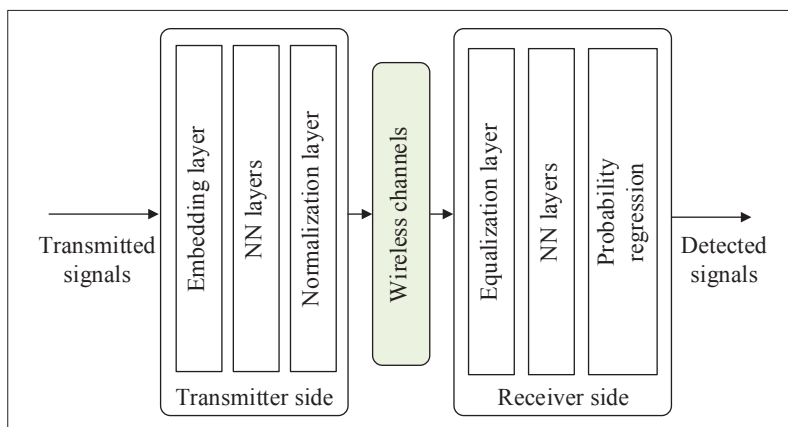 Transmitted
signals
Embedding layer
NN layers
Normalization layer
Transmitter side
Wireless channels
Equalization layer
NN layers
Probability
regression
Receiver side
Detected
signals